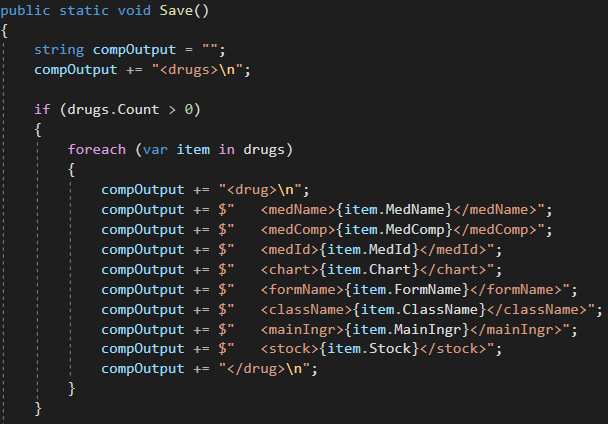 public static void Save()
{
    string compOutput = "";
    compOutput += "<drugs>\n";

    if (drugs.Count > 0)
    {
        foreach (var item in drugs)
        {
            compOutput += "<drug>\n";
            compOutput += $"   <medName>{item.MedName}</medName>";
            compOutput += $"   <medComp>{item.MedComp}</medComp>";
            compOutput += $"   <medId>{item.MedId}</medId>";
            compOutput += $"   <chart>{item.Chart}</chart>";
            compOutput += $"   <formName>{item.FormName}</formName>";
            compOutput += $"   <className>{item.ClassName}</className>";
            compOutput += $"   <mainIngr>{item.MainIngr}</mainIngr>";
            compOutput += $"   <stock>{item.Stock}</stock>";
            compOutput += "</drug>\n";
        }
    }